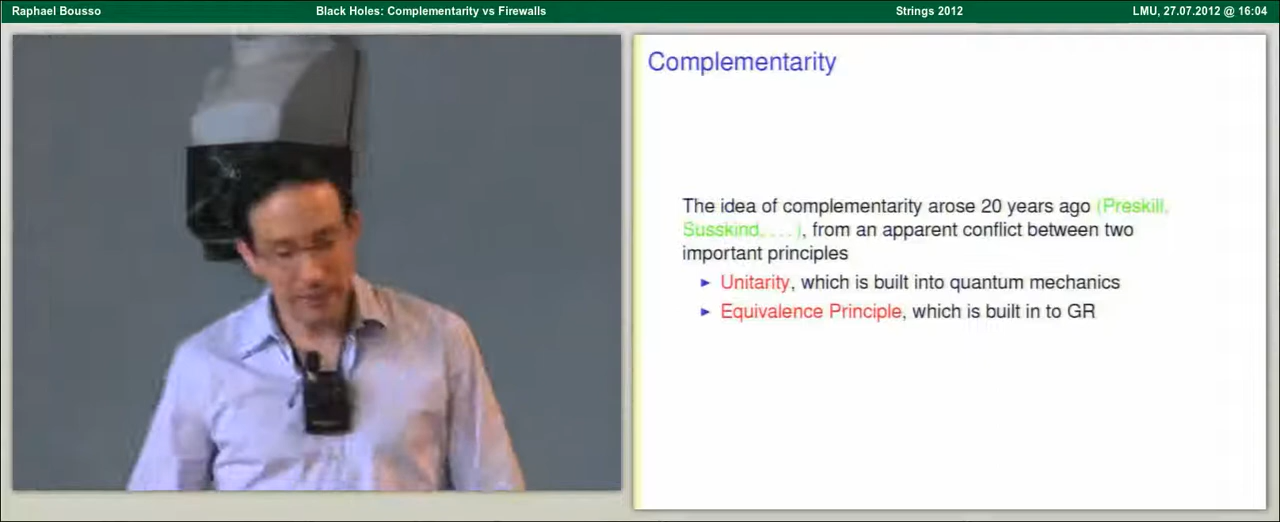 Raphael Bousso
Black Holes: Complementarity vs Firewalls
Strings 2012
LMU, 27.07.2012 @ 16:04
Complementarity
The idea of complementarity arose 20 years ago (Preskill,
Susskind, . . . ), from an apparent conflict between two
important principles
► Unitarity, which is built into quantum mechanics
► Equivalence Principle, which is built in to GR